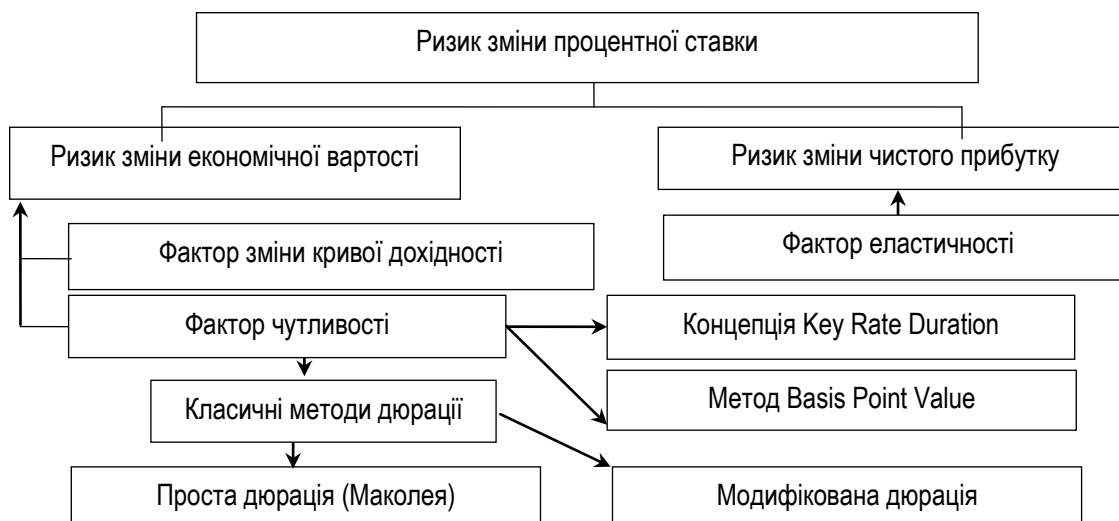 Ризик зміни процентної ставки
Ризик зміни економічної вартості
Ризик зміни чистого прибутку
Фактор зміни кривої дохідності
Фактор еластичності
Фактор чутливості
Концепція Key Rate Duration
Класичні методи дюрації
Метод Basis Point Value
Проста дюрація (Маколея)
Модифікована дюрація